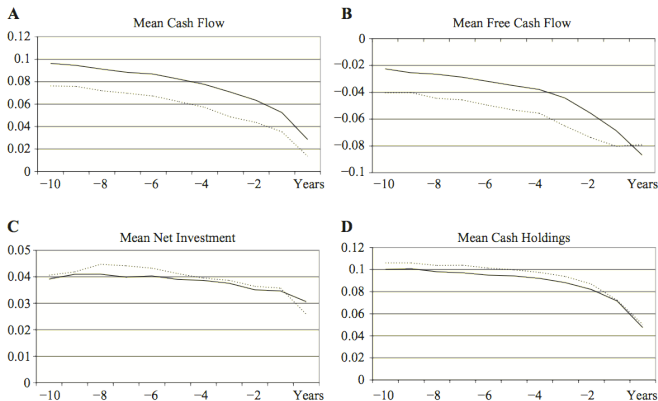 A
Mean Cash Flow
0.12
0.1
0.08
0.06
0.04
0.02
0
−10 −8 −6 −4 −2 Years
B
Mean Free Cash Flow
0
−0.02
−0.04
−0.06
−0.08
−0.1
−10 −8 −6 −4 −2 Years
C
Mean Net Investment
0.05
0.04
0.03
0.02
0.01
0
−10 −8 −6 −4 −2 Years
D
Mean Cash Holdings
0.12
0.1
0.08
0.06
0.04
0.02
0
−10 −8 −6 −4 −2 Years